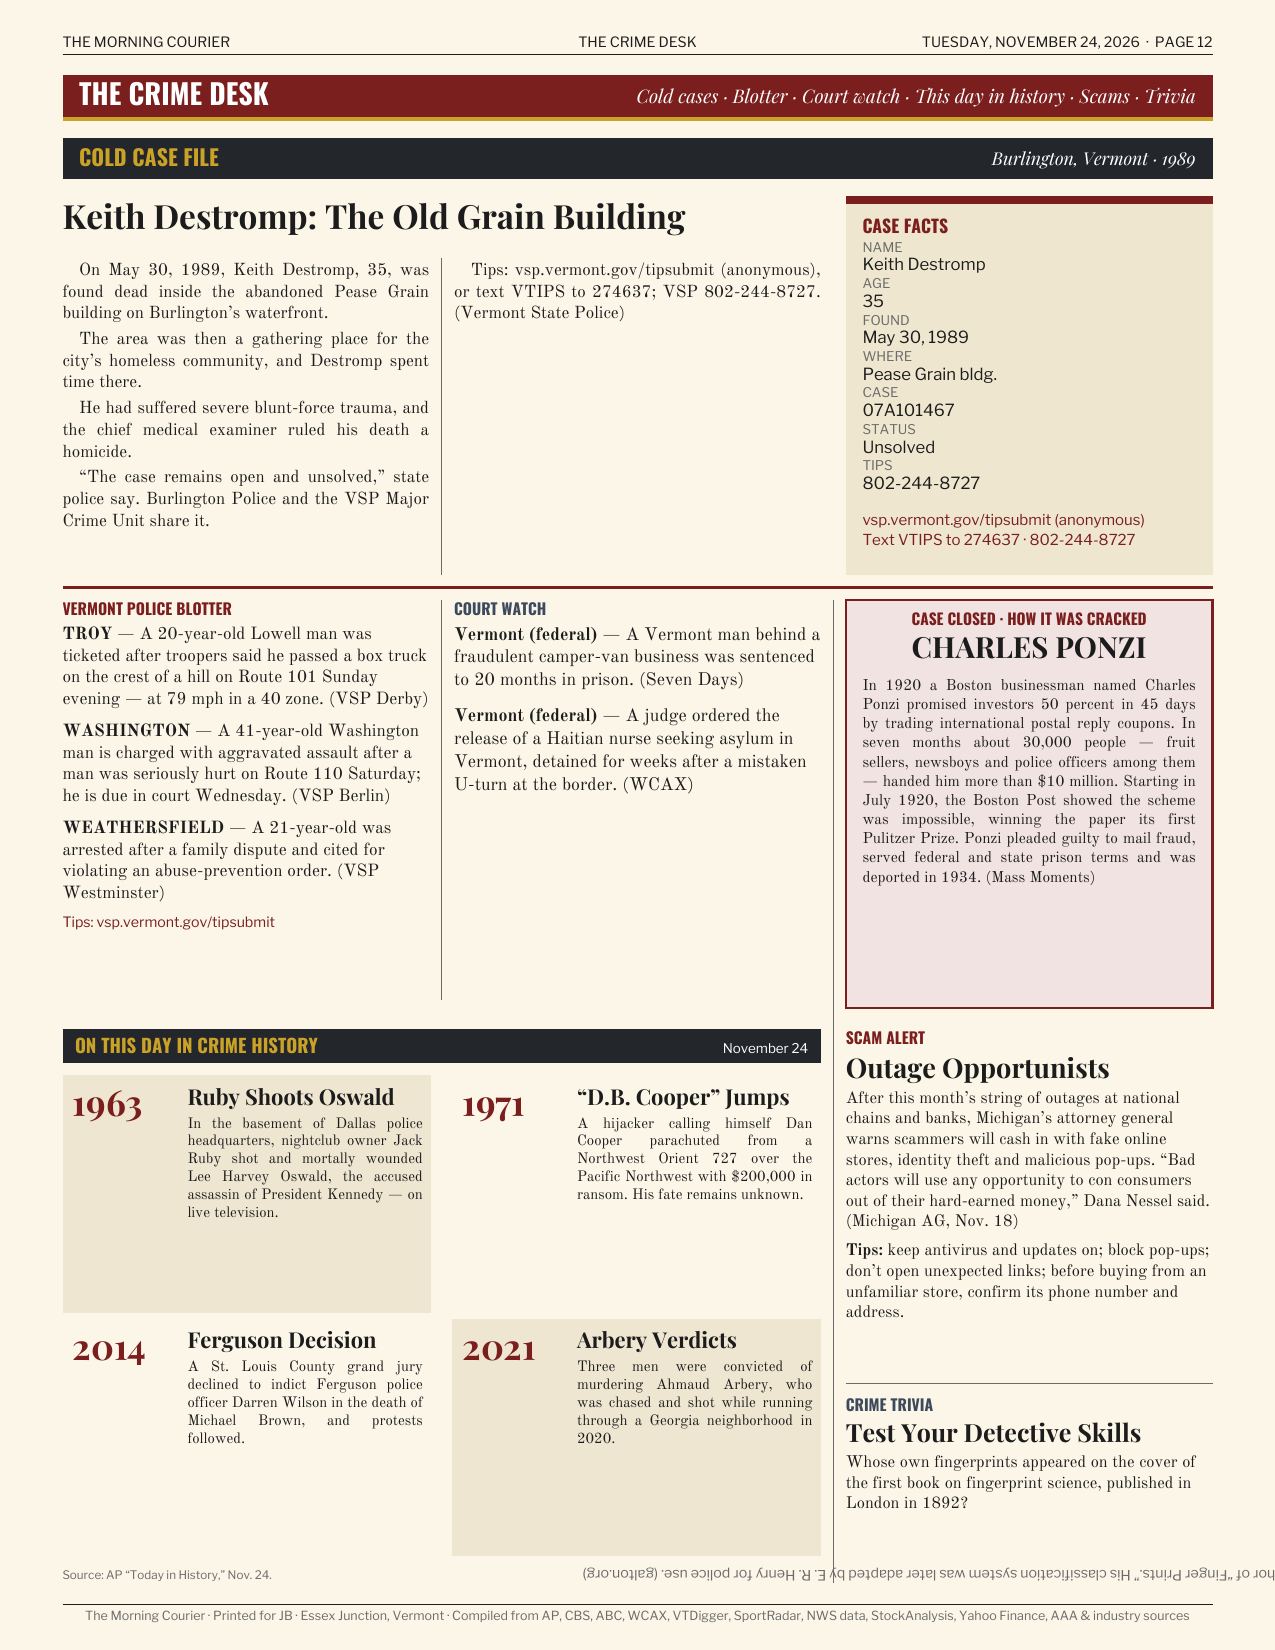 THE MORNING COURIER THE CRIME DESK TUESDAY, NOVEMBER 24, 2026 · PAGE 12
THE CRIME DESK
Cold cases · Blotter · Court watch · This day in history · Scams · Trivia
COLD CASE FILE
Burlington, Vermont · 1989
Keith Destromp: The Old Grain Building
On May 30, 1989, Keith Destromp, 35, was
found dead inside the abandoned Pease Grain
building on Burlington’s waterfront.
The area was then a gathering place for the
city’s homeless community, and Destromp spent
time there.
He had suffered severe blunt-force trauma, and
the chief medical examiner ruled his death a
homicide.
“The case remains open and unsolved,” state
police say. Burlington Police and the VSP Major
Crime Unit share it.
Tips: vsp.vermont.gov/tipsubmit (anonymous),
or text VTIPS to 274637; VSP 802-244-8727.
(Vermont State Police)
CASE FACTS
NAME
Keith Destromp
AGE
35
FOUND
May 30, 1989
WHERE
Pease Grain bldg.
CASE
07A101467
STATUS
Unsolved
TIPS
802-244-8727
vsp.vermont.gov/tipsubmit (anonymous)
Text VTIPS to 274637 · 802-244-8727
VERMONT POLICE BLOTTER
TROY — A 20-year-old Lowell man was
ticketed after troopers said he passed a box truck
on the crest of a hill on Route 101 Sunday
evening — at 79 mph in a 40 zone. (VSP Derby)
WASHINGTON — A 41-year-old Washington
man is charged with aggravated assault after a
man was seriously hurt on Route 110 Saturday;
he is due in court Wednesday. (VSP Berlin)
WEATHERSFIELD — A 21-year-old was
arrested after a family dispute and cited for
violating an abuse-prevention order. (VSP
Westminster)
Tips: vsp.vermont.gov/tipsubmit
COURT WATCH
Vermont (federal) — A Vermont man behind a
fraudulent camper-van business was sentenced
to 20 months in prison. (Seven Days)
Vermont (federal) — A judge ordered the
release of a Haitian nurse seeking asylum in
Vermont, detained for weeks after a mistaken
U-turn at the border. (WCAX)
CASE CLOSED · HOW IT WAS CRACKED
CHARLES PONZI
In 1920 a Boston businessman named Charles
Ponzi promised investors 50 percent in 45 days
by trading international postal reply coupons. In
seven months about 30,000 people — fruit
sellers, newsboys and police officers among them
— handed him more than $10 million. Starting in
July 1920, the Boston Post showed the scheme
was impossible, winning the paper its first
Pulitzer Prize. Ponzi pleaded guilty to mail fraud,
served federal and state prison terms and was
deported in 1934. (Mass Moments)
ON THIS DAY IN CRIME HISTORY
November 24
1963
Ruby Shoots Oswald
In the basement of Dallas police
headquarters, nightclub owner Jack
Ruby shot and mortally wounded
Lee Harvey Oswald, the accused
assassin of President Kennedy — on
live television.
1971
“D.B. Cooper” Jumps
A hijacker calling himself Dan
Cooper parachuted from a
Northwest Orient 727 over the
Pacific Northwest with $200,000 in
ransom. His fate remains unknown.
2014
Ferguson Decision
A St. Louis County grand jury
declined to indict Ferguson police
officer Darren Wilson in the death of
Michael Brown, and protests
followed.
2021
Arbery Verdicts
Three men were convicted of
murdering Ahmaud Arbery, who
was chased and shot while running
through a Georgia neighborhood in
2020.
Source: AP “Today in History,” Nov. 24.
SCAM ALERT
Outage Opportunists
After this month’s string of outages at national
chains and banks, Michigan’s attorney general
warns scammers will cash in with fake online
stores, identity theft and malicious pop-ups. “Bad
actors will use any opportunity to con consumers
out of their hard-earned money,” Dana Nessel said.
(Michigan AG, Nov. 18)
Tips: keep antivirus and updates on; block pop-ups;
don’t open unexpected links; before buying from an
unfamiliar store, confirm its phone number and
address.
CRIME TRIVIA
Test Your Detective Skills
Whose own fingerprints appeared on the cover of
the first book on fingerprint science, published in
London in 1892?
hor of “Finger Prints.” His classification system was later adapted by E. R. Henry for police use. (galton.org)
The Morning Courier · Printed for JB · Essex Junction, Vermont · Compiled from AP, CBS, ABC, WCAX, VTDigger, SportRadar, NWS data, StockAnalysis, Yahoo Finance, AAA & industry sources